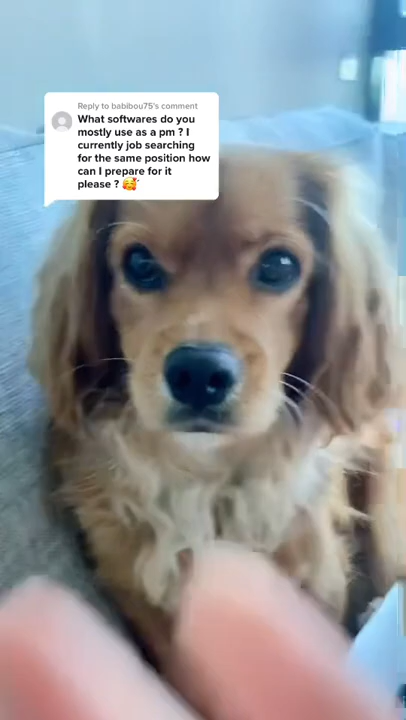 Reply to babibou75's comment
What softwares do you
mostly use as a pm ? I
currently job searching
for the same position how
can I prepare for it
please ? 🥰